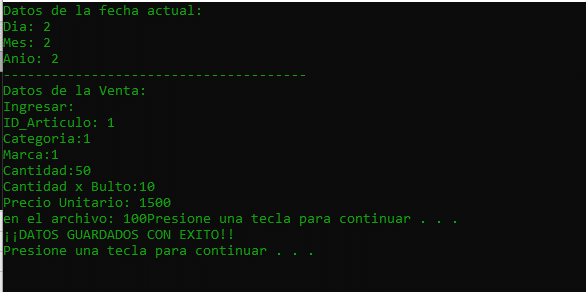 Datos de la fecha actual:
Dia: 2
Mes: 2
Anio: 2
------------------------------------
Datos de la Venta:
Ingresar:
ID_Articulo: 1
Categoria:1
Marca:1
Cantidad:50
Cantidad x Bulto:10
Precio Unitario: 1500
en el archivo: 100Presione una tecla para continuar . . .
¡¡DATOS GUARDADOS CON EXITO!!
Presione una tecla para continuar . . .